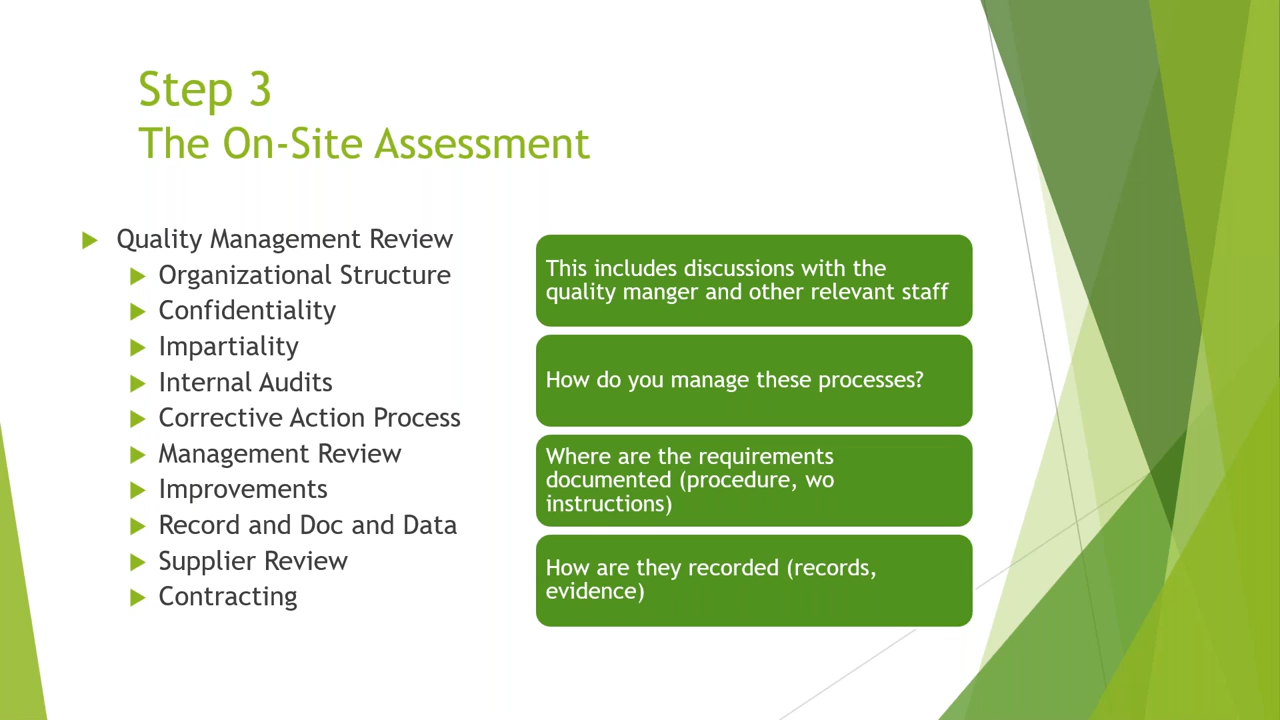 Step 3
The On-Site Assessment
Quality Management Review
Organizational Structure
Confidentiality
Impartiality
Internal Audits
Corrective Action Process
Management Review
Improvements
Record and Doc and Data
Supplier Review
Contracting
This includes discussions with the
quality manger and other relevant staff
How do you manage these processes?
Where are the requirements
documented (procedure, wo
instructions)
How are they recorded (records,
evidence)